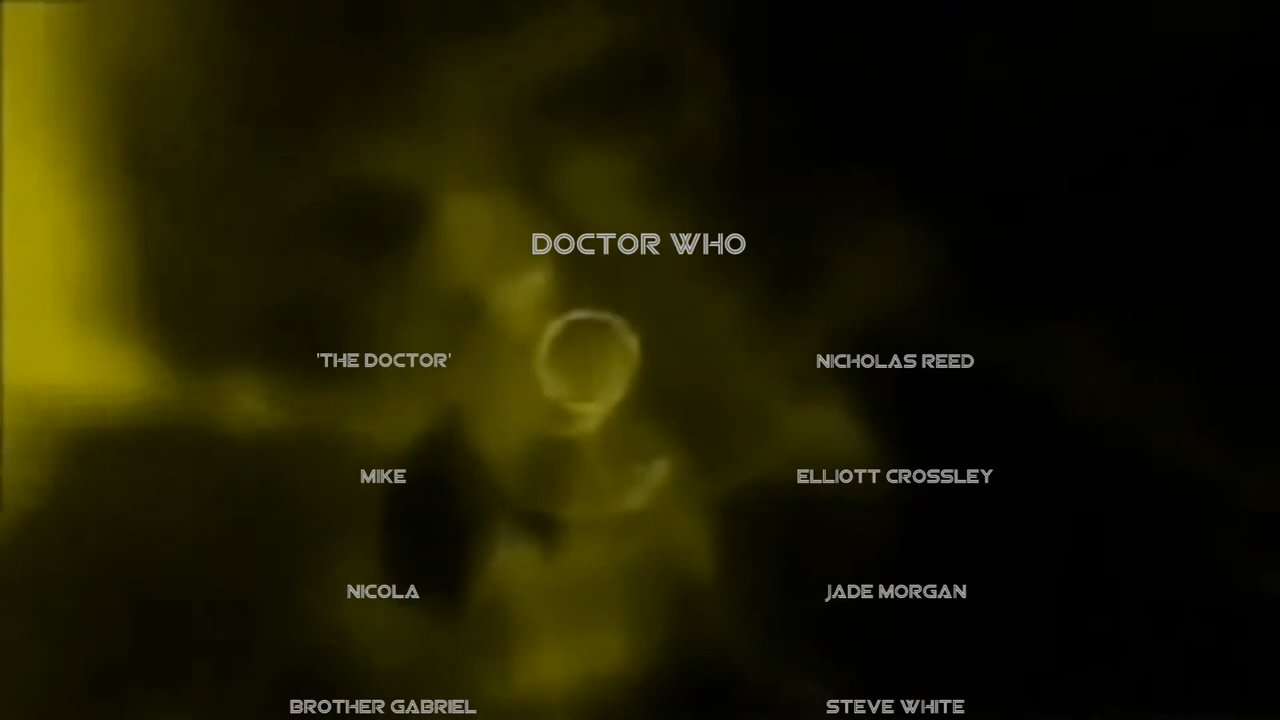 DOCTOR WHO
'THE DOCTOR' NICHOLAS REED
MIKE ELLIOTT CROSSLEY
NICOLA JADE MORGAN
BROTHER GABRIEL STEVE WHITE